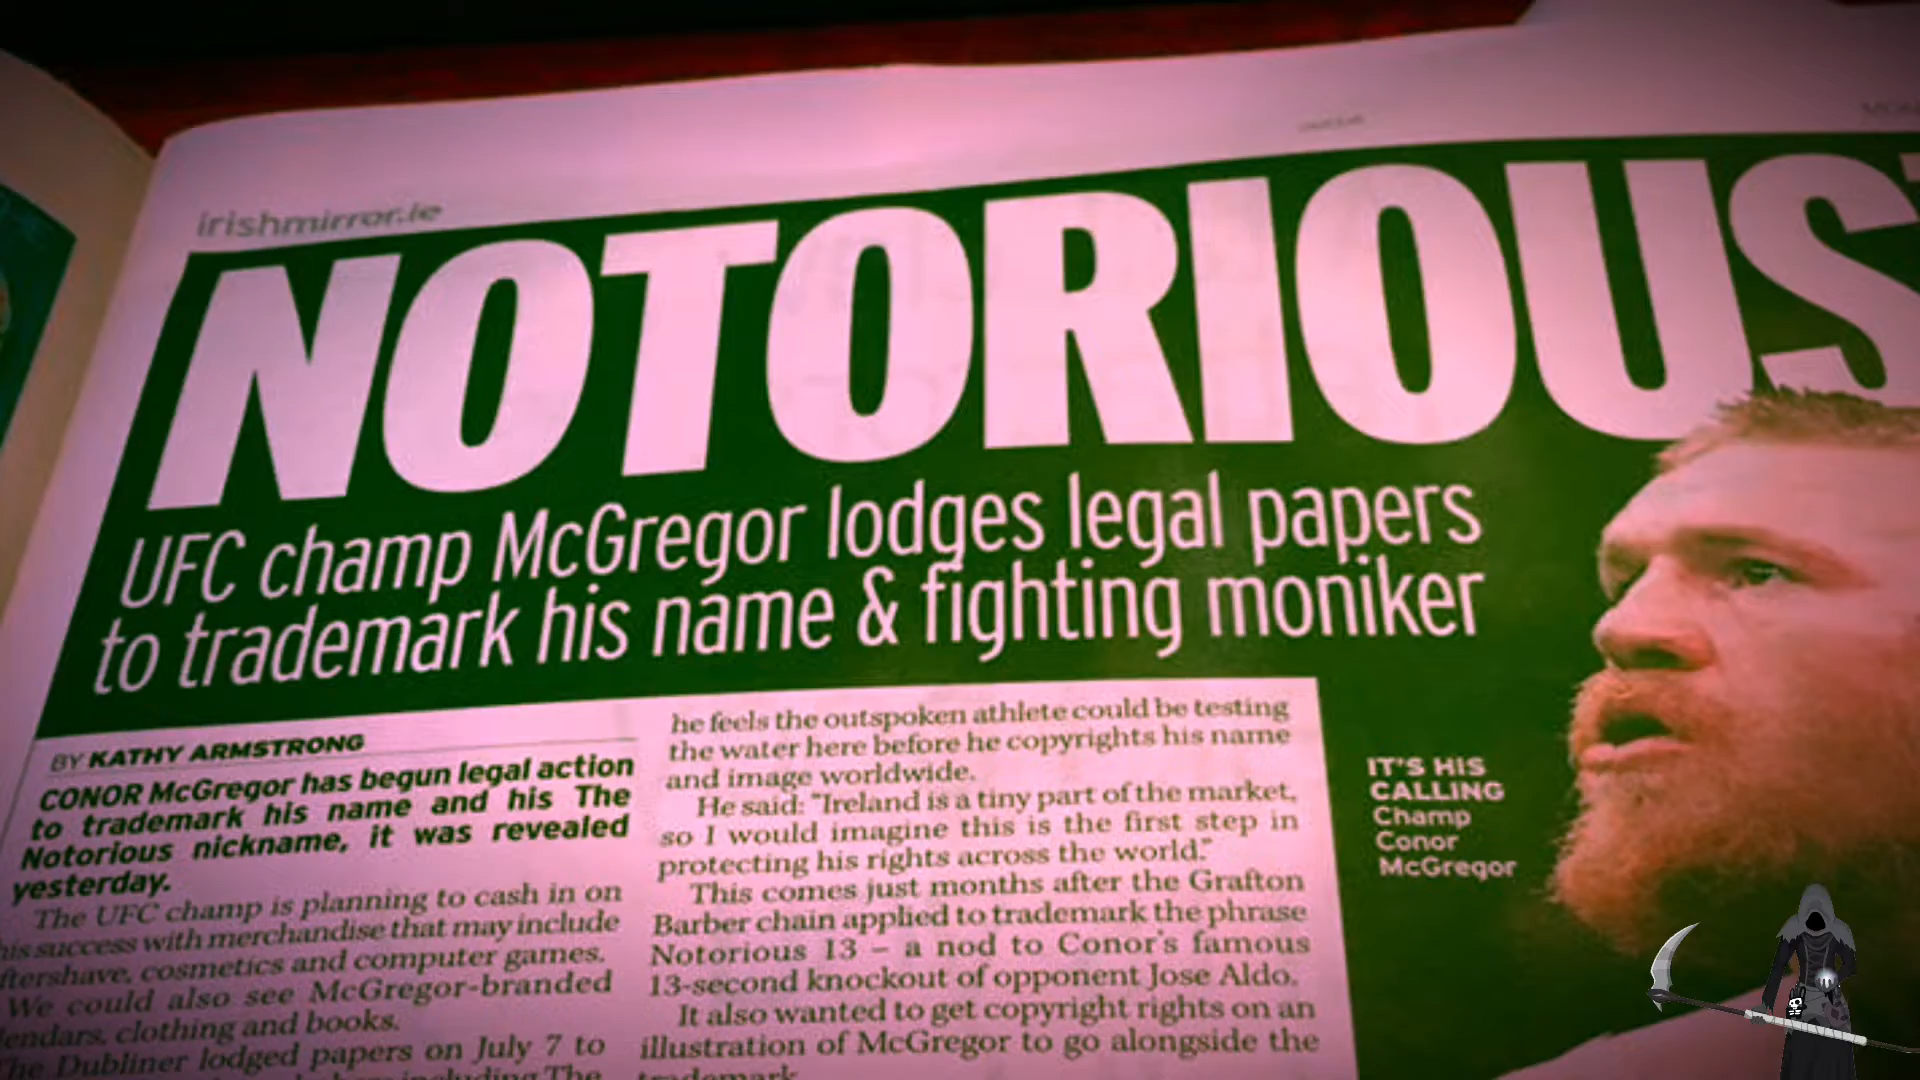 irishmirror.ie
NOTORIOUS
UFC champ McGregor lodges legal papers
to trademark his name & fighting moniker
BY KATHY ARMSTRONG
CONOR McGregor has begun legal action
to trademark his name and his The
Notorious nickname, it was revealed
yesterday.
The UFC champ is planning to cash in on
his success with merchandise that may include
ftershave, cosmetics and computer games.
We could also see McGregor-branded
lendars, clothing and books.
The Dubliner lodged papers on July 7 to
including The
he feels the outspoken athlete could be testing
the water here before he copyrights his name
and image worldwide.
He said: "Ireland is a tiny part of the market,
so I would imagine this is the first step in
protecting his rights across the world."
This comes just months after the Grafton
Barber chain applied to trademark the phrase
Notorious 13 – a nod to Conor's famous
13-second knockout of opponent Jose Aldo.
It also wanted to get copyright rights on an
illustration of McGregor to go alongside the
trademark.
IT'S HIS
CALLING
Champ
Conor
McGregor